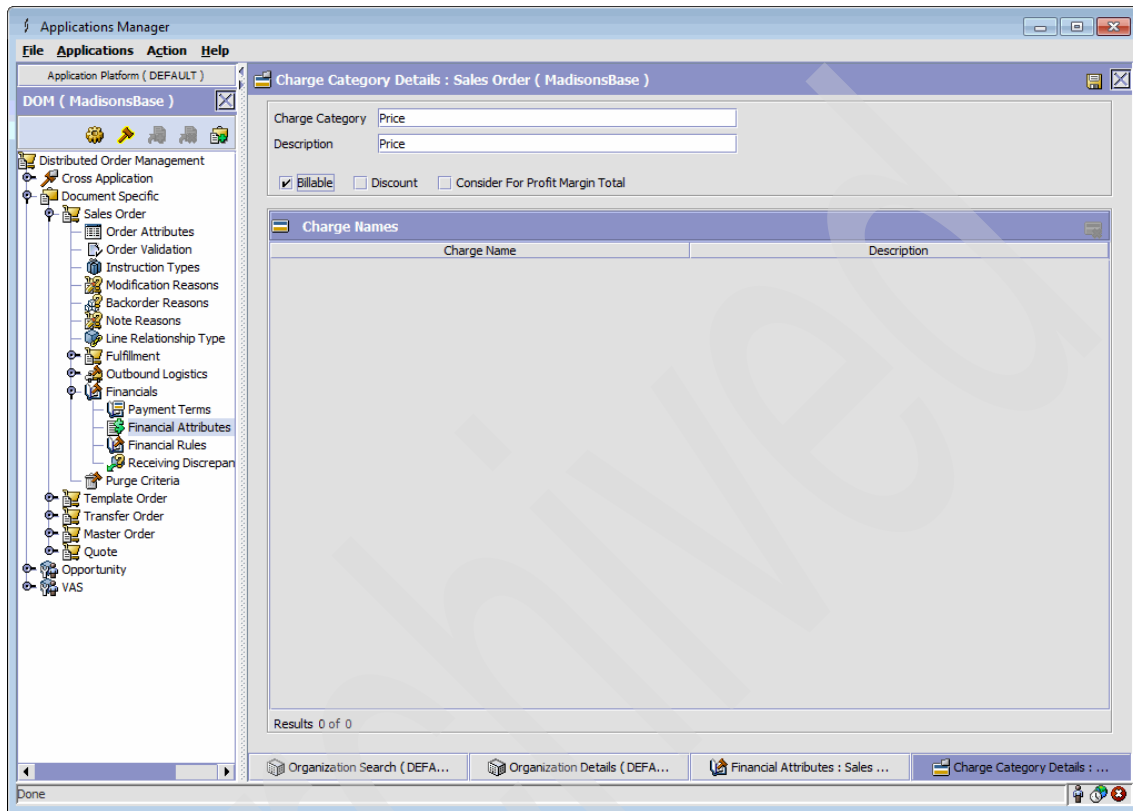 Applications Manager
File Applications Action Help
Application Platform ( DEFAULT )
DOM ( MadisonsBase )
Distributed Order Management
Cross Application
Document Specific
Sales Order
Order Attributes
Order Validation
Instruction Types
Modification Reasons
Backorder Reasons
Note Reasons
Line Relationship Type
Fulfillment
Outbound Logistics
Financials
Payment Terms
Financial Attributes
Financial Rules
Receiving Discrepan
Purge Criteria
Template Order
Transfer Order
Master Order
Quote
Opportunity
VAS
Charge Category Details : Sales Order ( MadisonsBase )
Charge Category Price
Description Price
Billable Discount Consider For Profit Margin Total
Charge Names
Charge Name Description
Results 0 of 0
Organization Search ( DEFA... Organization Details ( DEFA... Financial Attributes : Sales ... Charge Category Details : ...
Done